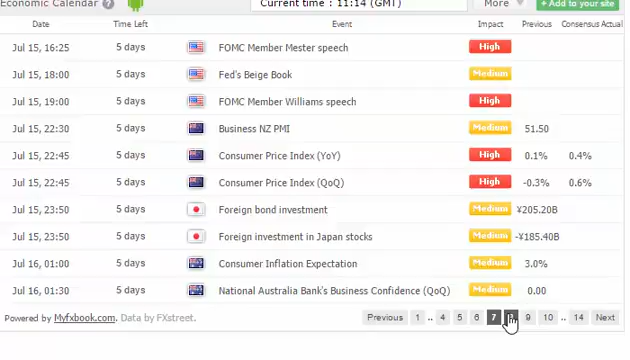 Economic Calendar ? Current time : 11:14 (GMT) More + Add to your site
Date Time Left Event Impact Previous Consensus Actual
Jul 15, 16:25 5 days FOMC Member Mester speech High
Jul 15, 18:00 5 days Fed's Beige Book Medium
Jul 15, 19:00 5 days FOMC Member Williams speech High
Jul 15, 22:30 5 days Business NZ PMI Medium 51.50
Jul 15, 22:45 5 days Consumer Price Index (YoY) High 0.1% 0.4%
Jul 15, 22:45 5 days Consumer Price Index (QoQ) High -0.3% 0.6%
Jul 15, 23:50 5 days Foreign bond investment Medium ¥205.20B
Jul 15, 23:50 5 days Foreign investment in Japan stocks Medium -¥185.40B
Jul 16, 01:00 5 days Consumer Inflation Expectation Medium 3.0%
Jul 16, 01:30 5 days National Australia Bank's Business Confidence (QoQ) Medium 0.00
Powered by Myfxbook.com. Data by FXstreet. Previous 1 .. 4 5 6 7 8 9 10 .. 14 Next